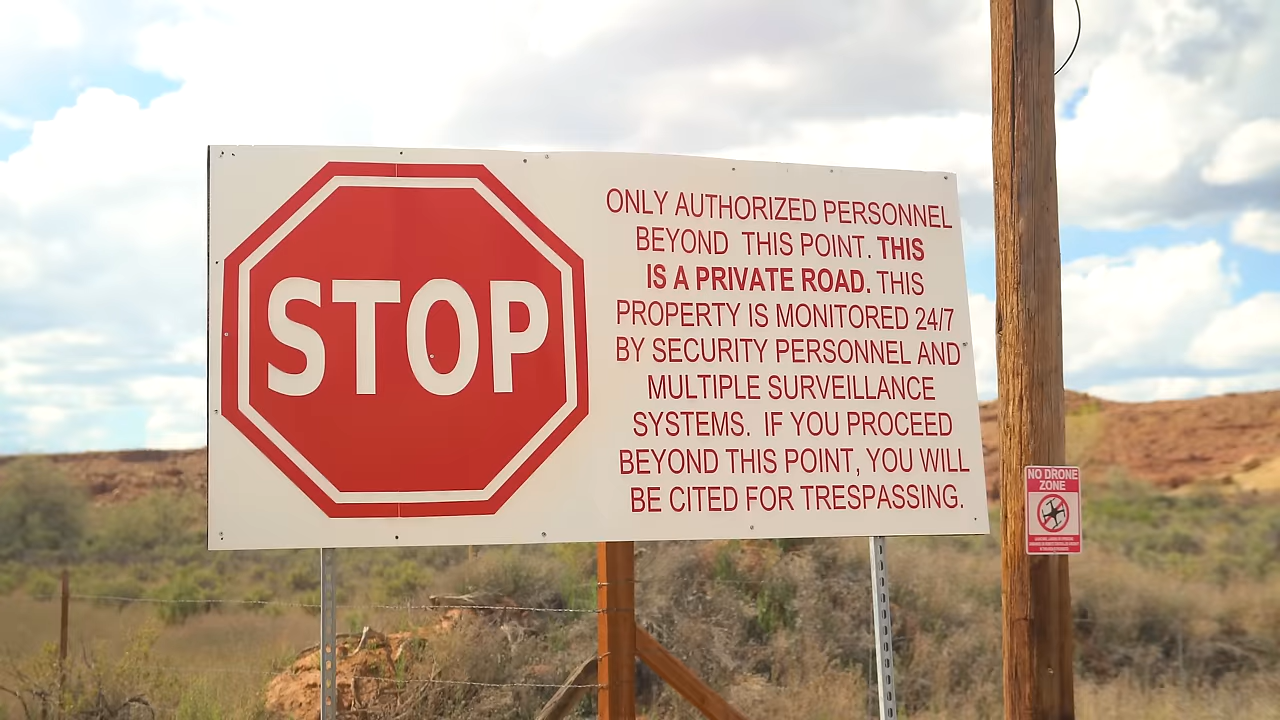 STOP
ONLY AUTHORIZED PERSONNEL
BEYOND THIS POINT. THIS
IS A PRIVATE ROAD. THIS
PROPERTY IS MONITORED 24/7
BY SECURITY PERSONNEL AND
MULTIPLE SURVEILLANCE
SYSTEMS. IF YOU PROCEED
BEYOND THIS POINT, YOU WILL
BE CITED FOR TRESPASSING.
NO DRONE
ZONE